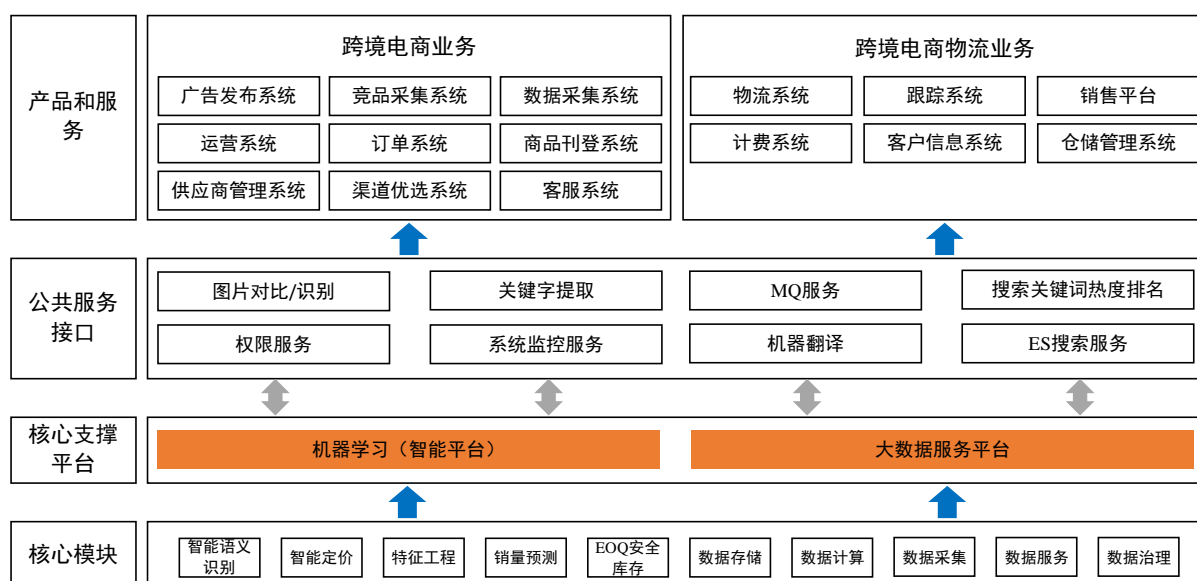 产品和服
务
跨境电商业务
广告发布系统
竞品采集系统
数据采集系统
运营系统
订单系统
商品刊登系统
供应商管理系统
渠道优选系统
客服系统
跨境电商物流业务
物流系统
跟踪系统
销售平台
计费系统
客户信息系统
仓储管理系统
公共服务
接口
图片对比/识别
关键字提取
MQ服务
搜索关键词热度排名
权限服务
系统监控服务
机器翻译
ES搜索服务
核心支撑
平台
机器学习（智能平台）
大数据服务平台
核心模块
智能语义
识别
智能定价
特征工程
销量预测
EOQ安全
库存
数据存储
数据计算
数据采集
数据服务
数据治理